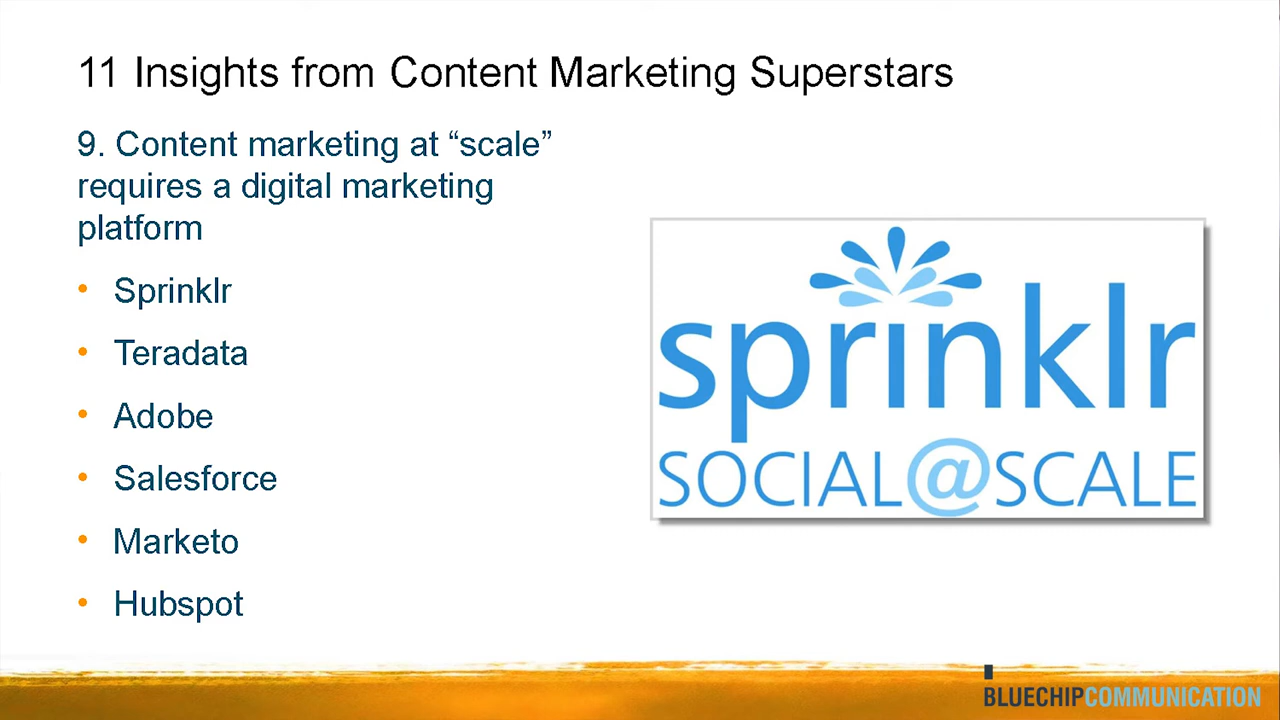 11 Insights from Content Marketing Superstars
9. Content marketing at “scale”
requires a digital marketing
platform
• Sprinklr
• Teradata
• Adobe
• Salesforce
• Marketo
• Hubspot
sprinklr
SOCIAL@SCALE
BLUECHIPCOMMUNICATION